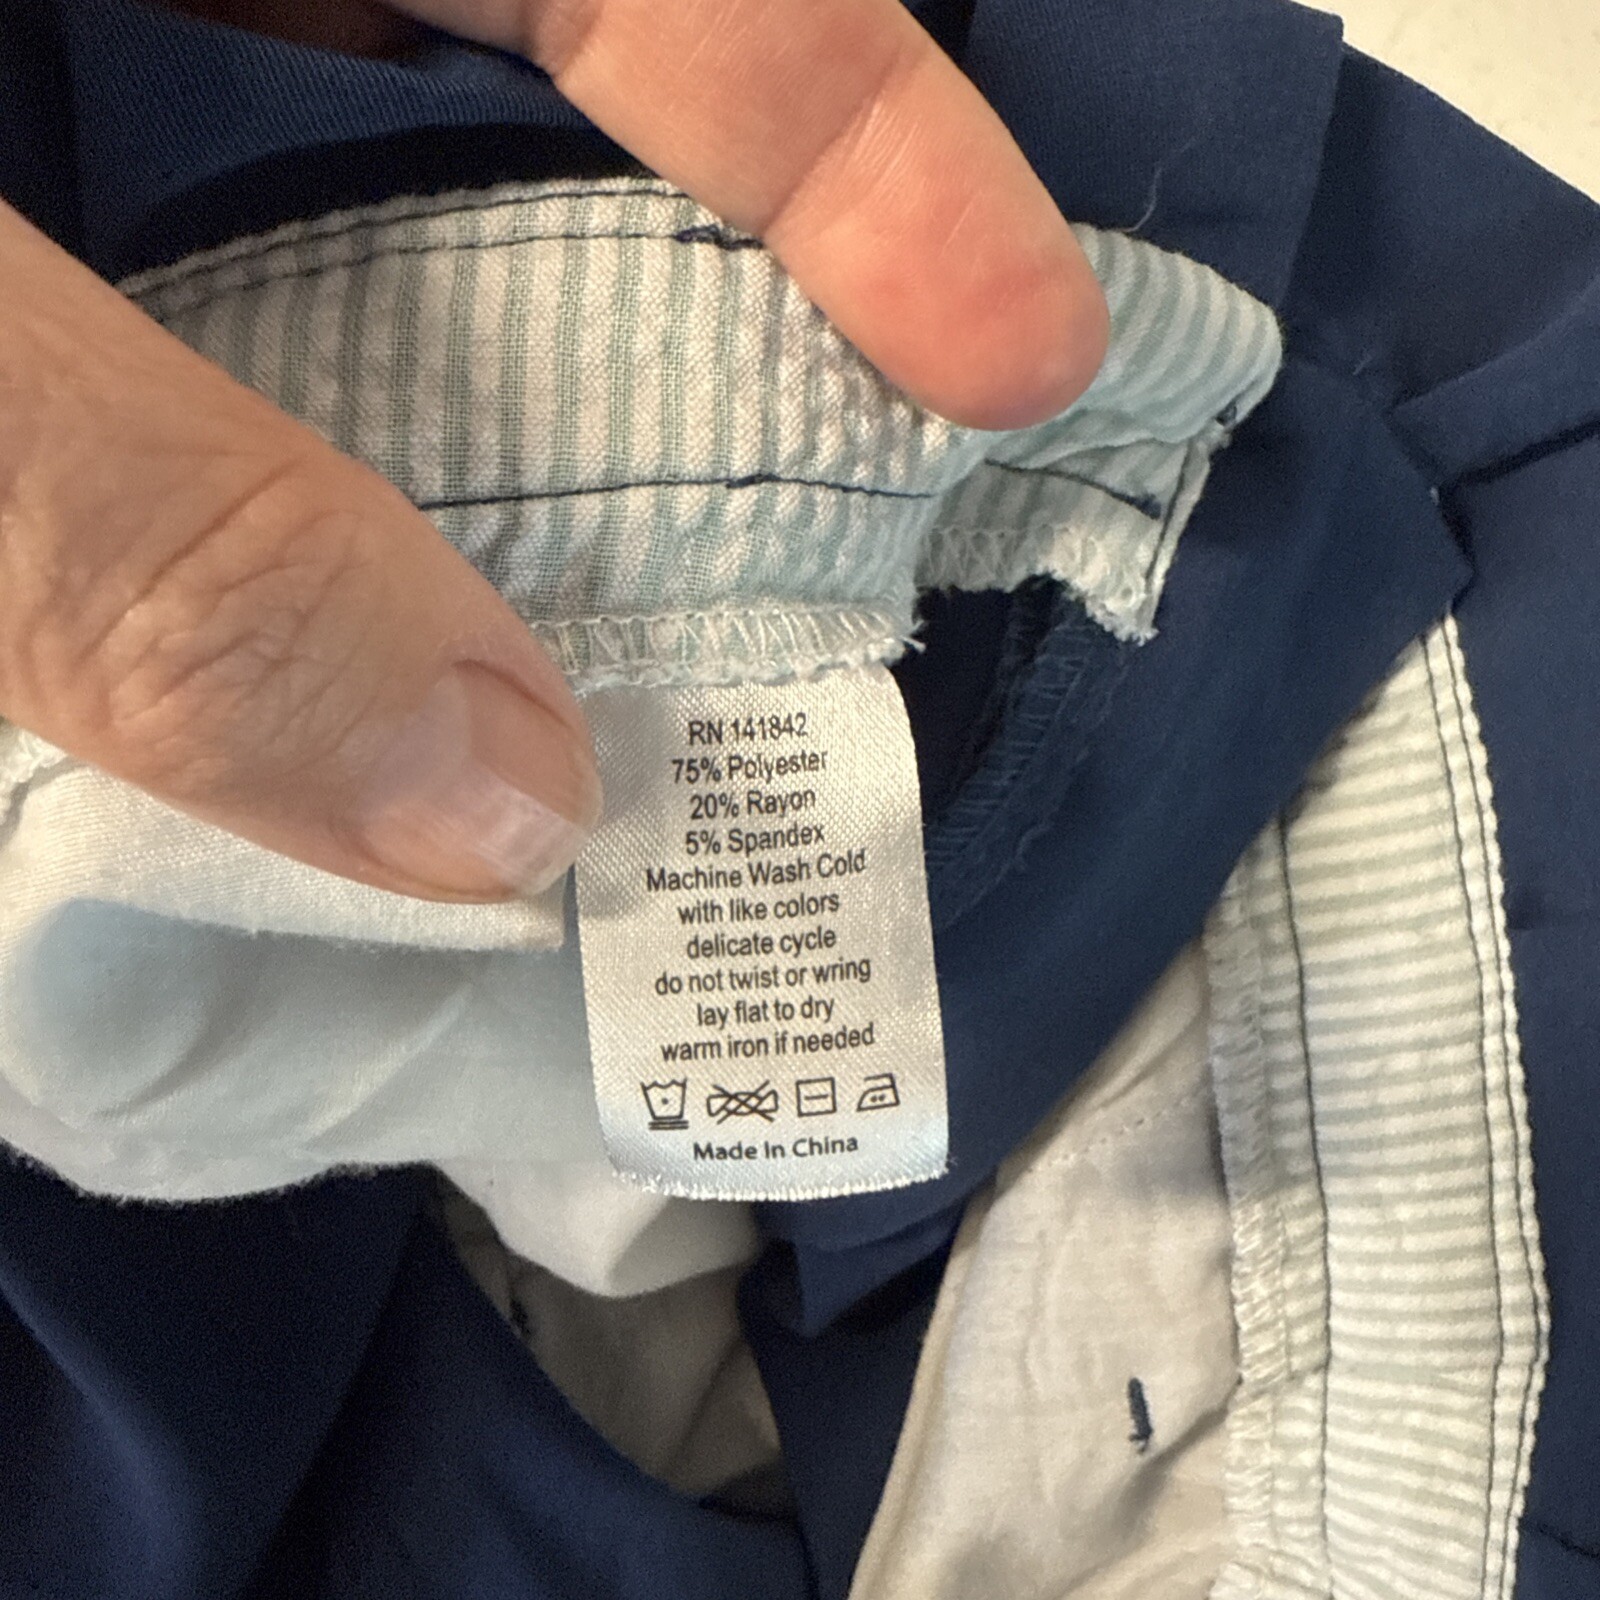 RN 141842
75% Polyester
20% Rayon
5% Spandex
Machine Wash Cold
with like colors
delicate cycle
do not twist or wring
lay flat to dry
warm iron if needed
Made In China